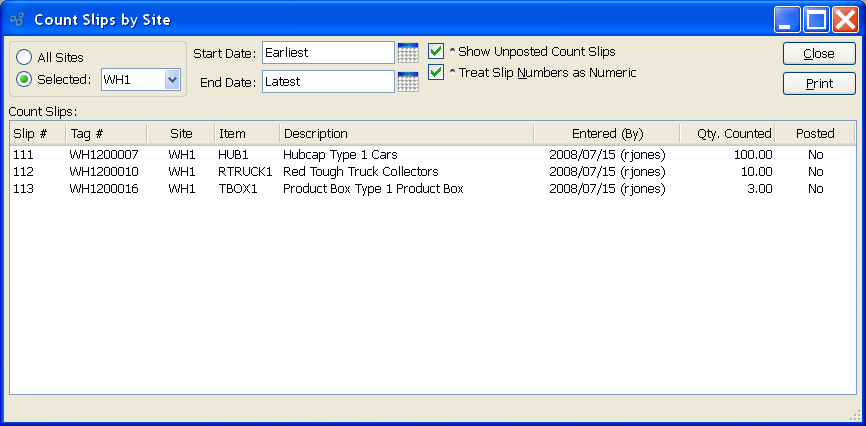 Count Slips by Site
All Sites
Selected: WH1
Start Date: Earliest
End Date: Latest
^ Show Unposted Count Slips
^ Treat Slip Numbers as Numeric
Close
Print
Count Slips:
Slip # Tag # Site Item Description Entered (By) Qty. Counted Posted
111 WH1200007 WH1 HUB1 Hubcap Type 1 Cars 2008/07/15 (rjones) 100.00 No
112 WH1200010 WH1 RTRUCK1 Red Tough Truck Collectors 2008/07/15 (rjones) 10.00 No
113 WH1200016 WH1 TBOX1 Product Box Type 1 Product Box 2008/07/15 (rjones) 3.00 No